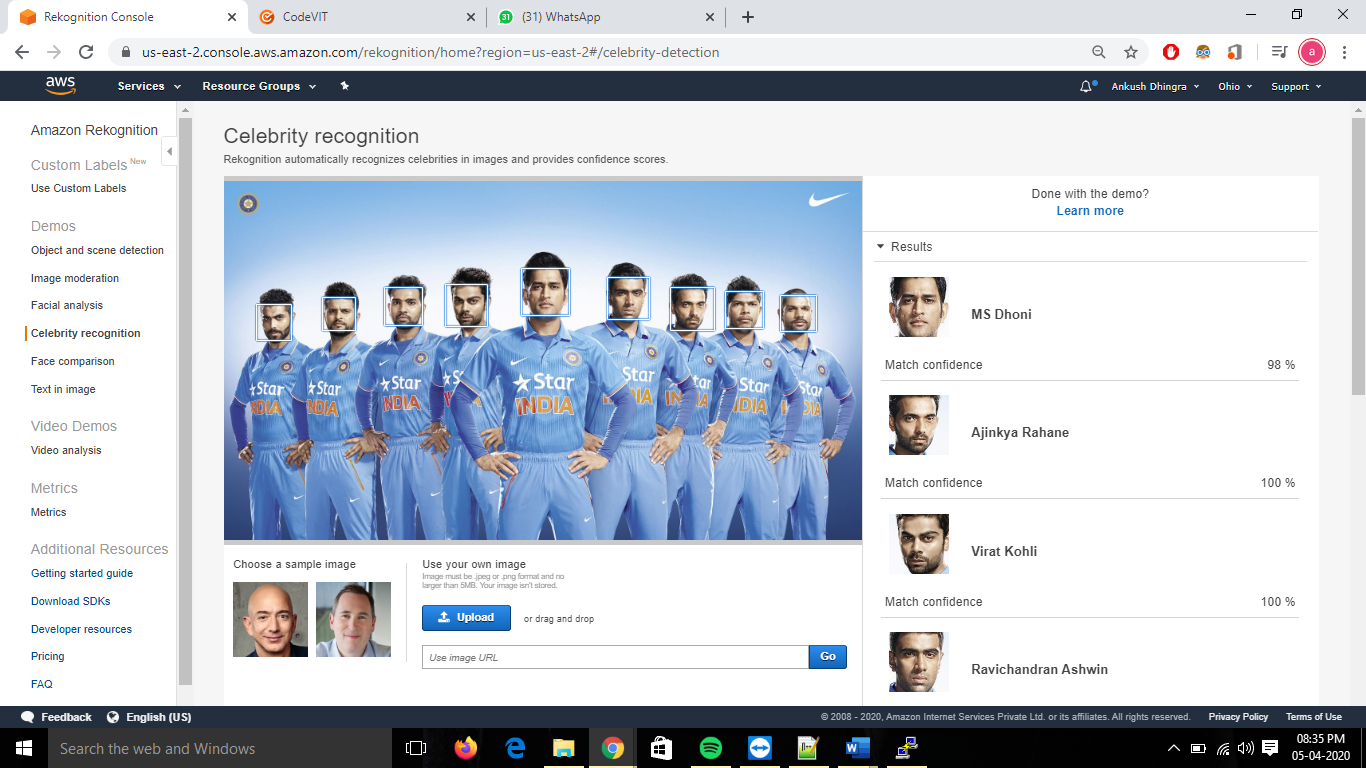 Rekognition Console
CodeVIT
(31) WhatsApp
us-east-2.console.aws.amazon.com/rekognition/home?region=us-east-2#/celebrity-detection
a
aws
Services
Resource Groups
Ankush Dhingra
Ohio
Support
Amazon Rekognition
Custom Labels New
Use Custom Labels
Demos
Object and scene detection
Image moderation
Facial analysis
Celebrity recognition
Face comparison
Text in image
Video Demos
Video analysis
Metrics
Metrics
Additional Resources
Getting started guide
Download SDKs
Developer resources
Pricing
FAQ
Celebrity recognition
Rekognition automatically recognizes celebrities in images and provides confidence scores.
Star Star Star Star Star Star
INDIA INDIA INDIA INDIA INDIA
Choose a sample image
Use your own image
Image must be .jpeg or .png format and no
larger than 5MB. Your image isn't stored.
Upload
or drag and drop
Use image URL
Go
Done with the demo?
Learn more
Results
MS Dhoni
Match confidence 98 %
Ajinkya Rahane
Match confidence 100 %
Virat Kohli
Match confidence 100 %
Ravichandran Ashwin
Feedback
English (US)
© 2008 - 2020, Amazon Internet Services Private Ltd. or its affiliates. All rights reserved.
Privacy Policy
Terms of Use
Search the web and Windows
08:35 PM
05-04-2020